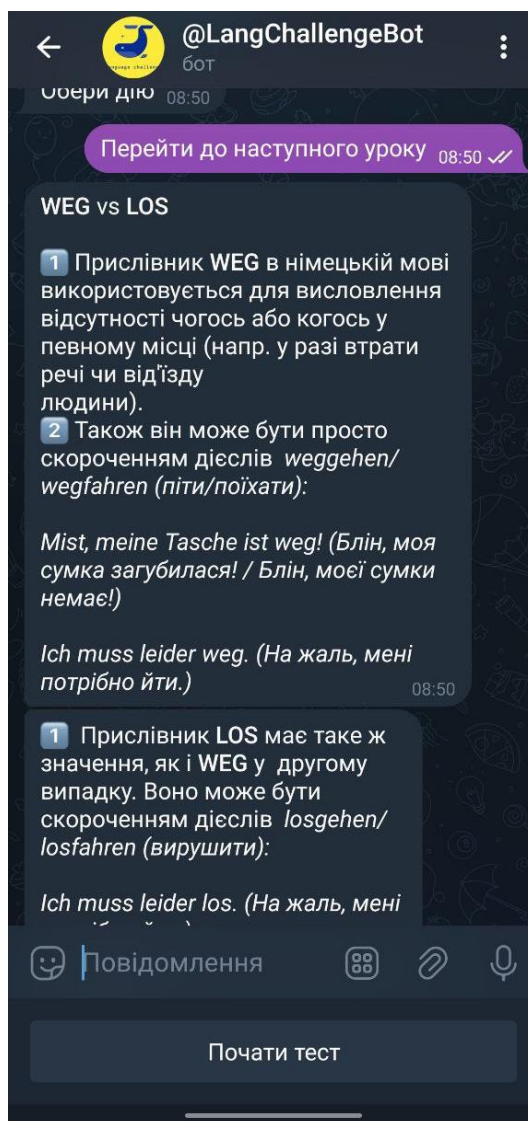 @LangChallengeBot
бот
Обери дію 08:50
Перейти до наступного уроку 08:50
WEG vs LOS
1 Прислівник WEG в німецькій мові
використовується для висловлення
відсутності чогось або когось у
певному місці (напр. у разі втрати
речі чи від'їзду
людини).
2 Також він може бути просто
скороченням дієслів weggehen/
wegfahren (піти/поїхати):
Mist, meine Tasche ist weg! (Блін, моя
сумка загубилася! / Блін, моєї сумки
немає!)
Ich muss leider weg. (На жаль, мені
потрібно йти.) 08:50
1 Прислівник LOS має таке ж
значення, як і WEG у другому
випадку. Воно може бути
скороченням дієслів losgehen/
losfahren (вирушити):
Ich muss leider los. (На жаль, мені
Повідомлення
Почати тест